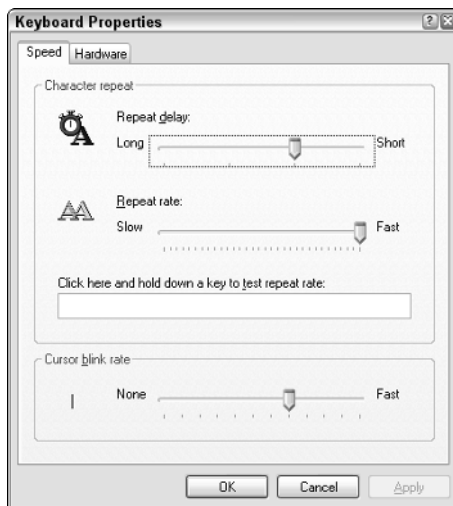 Keyboard Properties
Speed Hardware
Character repeat
Repeat delay:
Long Short
Repeat rate:
Slow Fast
Click here and hold down a key to test repeat rate:
Cursor blink rate
None Fast
OK Cancel Apply